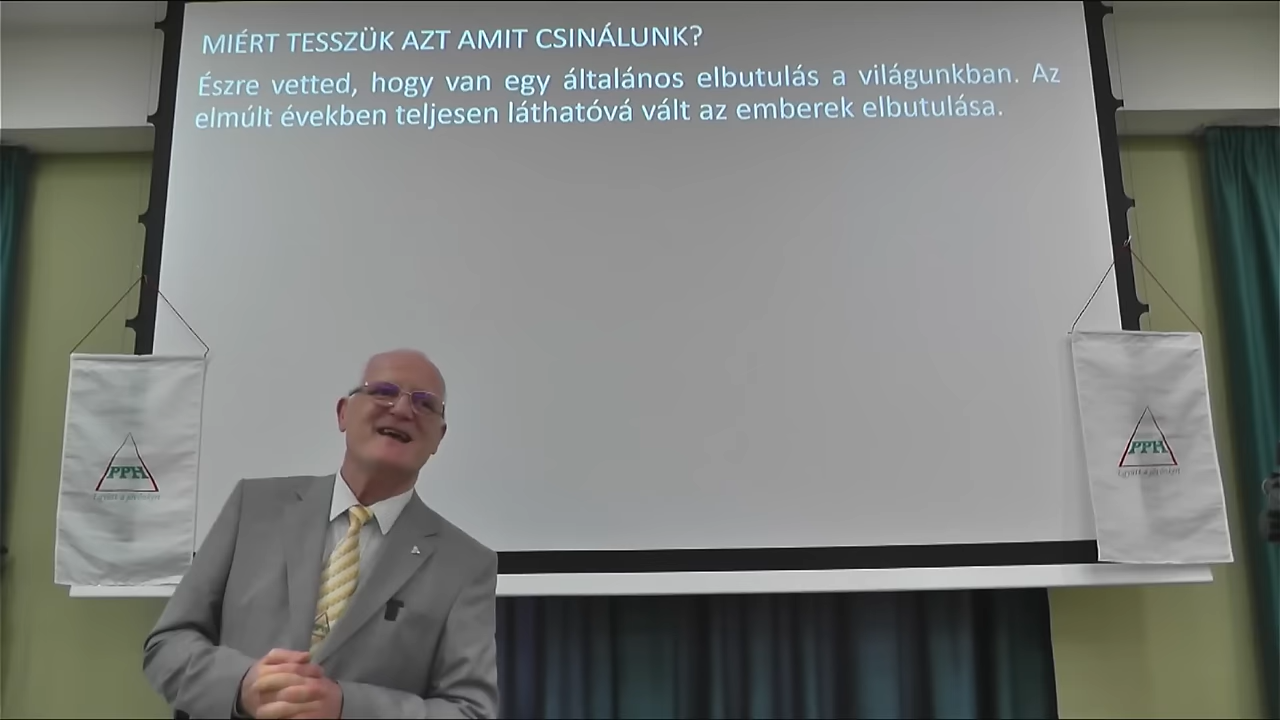 MIÉRT TESSZÜK AZT AMIT CSINÁLUNK?
Észre vetted, hogy van egy általános elbutulás a világunkban. Az
elmúlt években teljesen láthatóvá vált az emberek elbutulása.
PPH
PPH